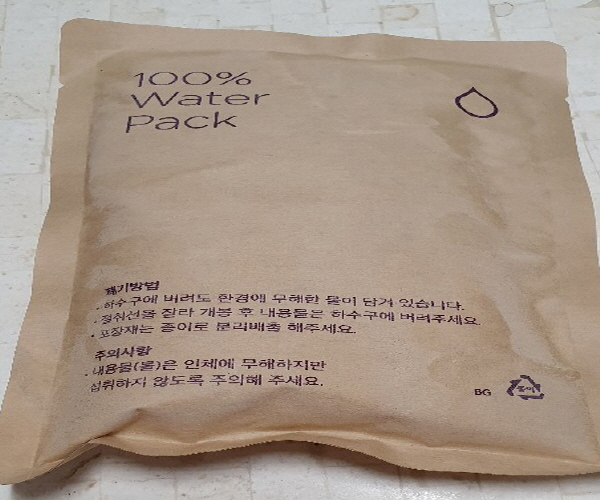 100%
Water
Pack
폐기방법
· 하수구에 버려도 환경에 무해한 물이 담겨 있습니다.
· 절취선을 잘라 개봉 후 내용물은 하수구에 버려주세요.
· 포장재는 종이로 분리배출 해주세요.
주의사항
· 내용물(물)은 인체에 무해하지만
섭취하지 않도록 주의해 주세요.
BG
종이